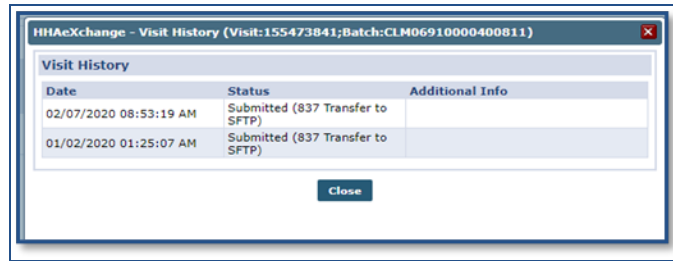 HHAeXchange - Visit History (Visit:155473841;Batch:CLM06910000400811)
Visit History
Date Status Additional Info
02/07/2020 08:53:19 AM Submitted (837 Transfer to
SFTP)
01/02/2020 01:25:07 AM Submitted (837 Transfer to
SFTP)
Close